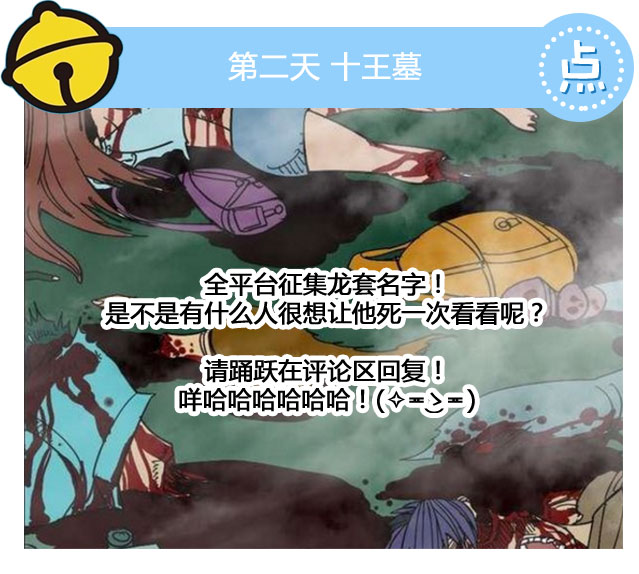 第二天 十王墓
点
全平台征集龙套名字！
是不是有什么人很想让他死一次看看呢？
请踊跃在评论区回复！
咩哈哈哈哈哈哈！(✧≖‿ゝ≖)